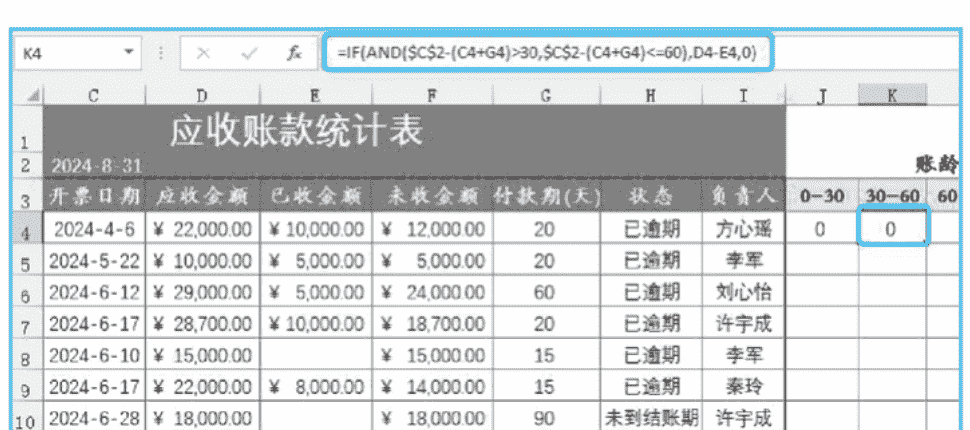 K4 fx =IF(AND($C$2-(C4+G4)>30,$C$2-(C4+G4)<=60),D4-E4,0)
C D E F G H I J K
1 应收账款统计表
2 2024-8-31 账龄
3 开票日期 应收金额 已收金额 未收金额 付款期(天) 状态 负责人 0-30 30-60 60
4 2024-4-6 ¥ 22,000.00 ¥ 10,000.00 ¥ 12,000.00 20 已逾期 方心瑶 0 0
5 2024-5-22 ¥ 10,000.00 ¥ 5,000.00 ¥ 5,000.00 20 已逾期 李军
6 2024-6-12 ¥ 29,000.00 ¥ 5,000.00 ¥ 24,000.00 60 已逾期 刘心怡
7 2024-6-17 ¥ 28,700.00 ¥ 10,000.00 ¥ 18,700.00 20 已逾期 许宇成
8 2024-6-10 ¥ 15,000.00 ¥ 15,000.00 15 已逾期 李军
9 2024-6-17 ¥ 22,000.00 ¥ 8,000.00 ¥ 14,000.00 15 已逾期 秦玲
10 2024-6-28 ¥ 18,000.00 ¥ 18,000.00 90 未到结账期 许宇成